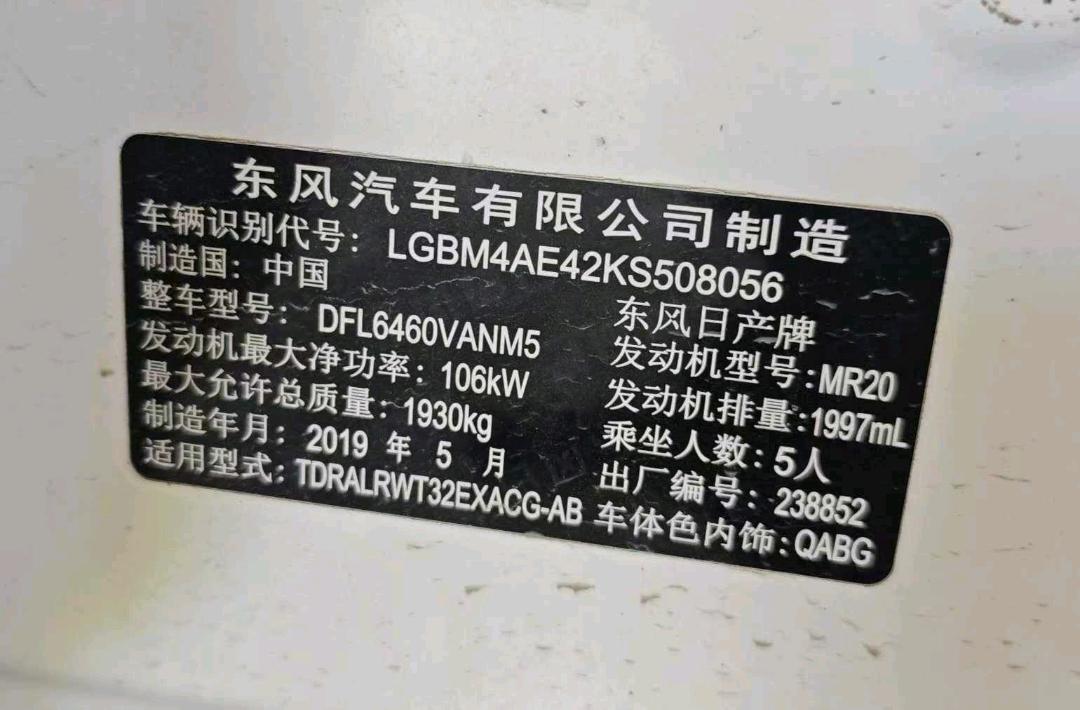 东风汽车有限公司制造
车辆识别代号: LGBM4AE42KS508056
制造国: 中国 东风日产牌
整车型号: DFL6460VANM5 发动机型号:MR20
发动机最大净功率: 106kW 发动机排量:1997mL
最大允许总质量: 1930kg 乘坐人数: 5人
制造年月: 2019 年 5 月 出厂编号: 238852
适用型式: TDRALRWT32EXACG-AB 车体色内饰:QABG